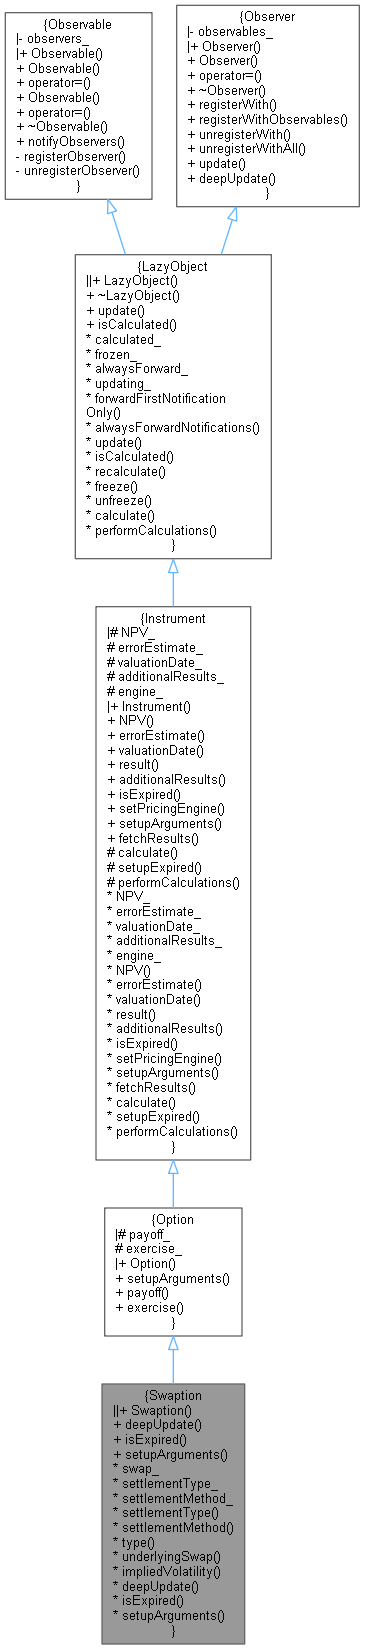 {Observable
|- observers_
|+ Observable()
+ Observable()
+ operator=()
+ Observable()
+ operator=()
+ ~Observable()
+ notifyObservers()
- registerObserver()
- unregisterObserver()
}
{Observer
|- observables_
|+ Observer()
+ Observer()
+ operator=()
+ ~Observer()
+ registerWith()
+ registerWithObservables()
+ unregisterWith()
+ unregisterWithAll()
+ update()
+ deepUpdate()
}
{LazyObject
||+ LazyObject()
+ ~LazyObject()
+ update()
+ isCalculated()
* calculated_
* frozen_
* alwaysForward_
* updating_
* forwardFirstNotification
Only()
* alwaysForwardNotifications()
* update()
* isCalculated()
* recalculate()
* freeze()
* unfreeze()
* calculate()
* performCalculations()
}
{Instrument
|# NPV_
# errorEstimate_
# valuationDate_
# additionalResults_
# engine_
|+ Instrument()
+ NPV()
+ errorEstimate()
+ valuationDate()
+ result()
+ additionalResults()
+ isExpired()
+ setPricingEngine()
+ setupArguments()
+ fetchResults()
# calculate()
# setupExpired()
# performCalculations()
* NPV_
* errorEstimate_
* valuationDate_
* additionalResults_
* engine_
* NPV()
* errorEstimate()
* valuationDate()
* result()
* additionalResults()
* isExpired()
* setPricingEngine()
* setupArguments()
* fetchResults()
* calculate()
* setupExpired()
* performCalculations()
}
{Option
|# payoff_
# exercise_
|+ Option()
+ setupArguments()
+ payoff()
+ exercise()
}
{Swaption
||+ Swaption()
+ deepUpdate()
+ isExpired()
+ setupArguments()
* swap_
* settlementType_
* settlementMethod_
* settlementType()
* settlementMethod()
* type()
* underlyingSwap()
* impliedVolatility()
* deepUpdate()
* isExpired()
* setupArguments()
}